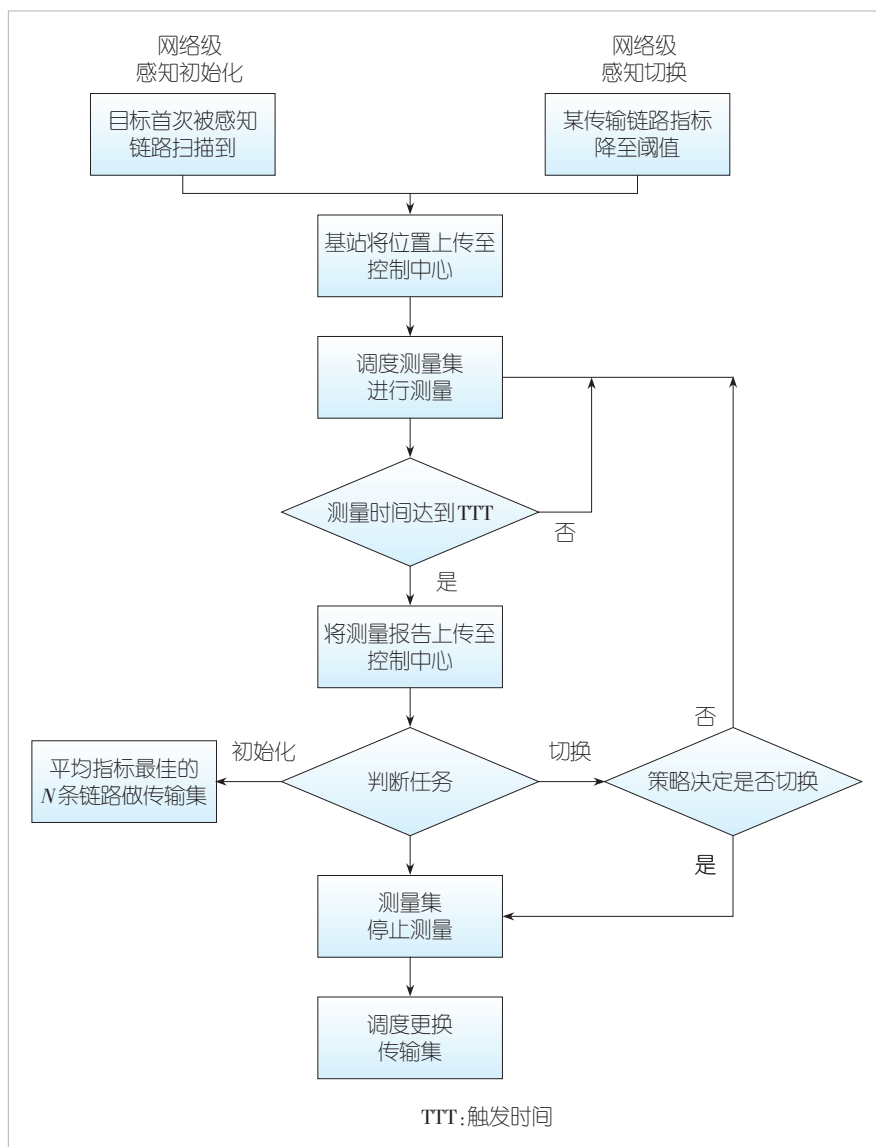 网络级
感知初始化
网络级
感知切换
目标首次被感知
链路扫描到
某传输链路指标
降至阈值
基站将位置上传至
控制中心
调度测量集
进行测量
测量时间达到TTT
否
是
将测量报告上传至
控制中心
否
初始化
切换
平均指标最佳的
N条链路做传输集
判断任务
策略决定是否切换
是
测量集
停止测量
调度更换
传输集
TTT:触发时间